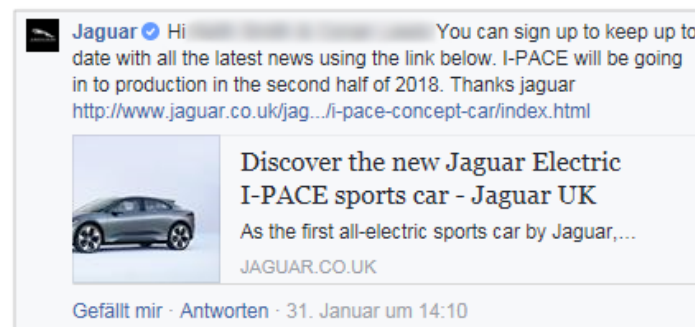 Jaguar Hi You can sign up to keep up to
date with all the latest news using the link below. I-PACE will be going
in to production in the second half of 2018. Thanks jaguar
http://www.jaguar.co.uk/jag.../i-pace-concept-car/index.html
Discover the new Jaguar Electric
I-PACE sports car - Jaguar UK
As the first all-electric sports car by Jaguar,...
JAGUAR.CO.UK
Gefällt mir · Antworten · 31. Januar um 14:10